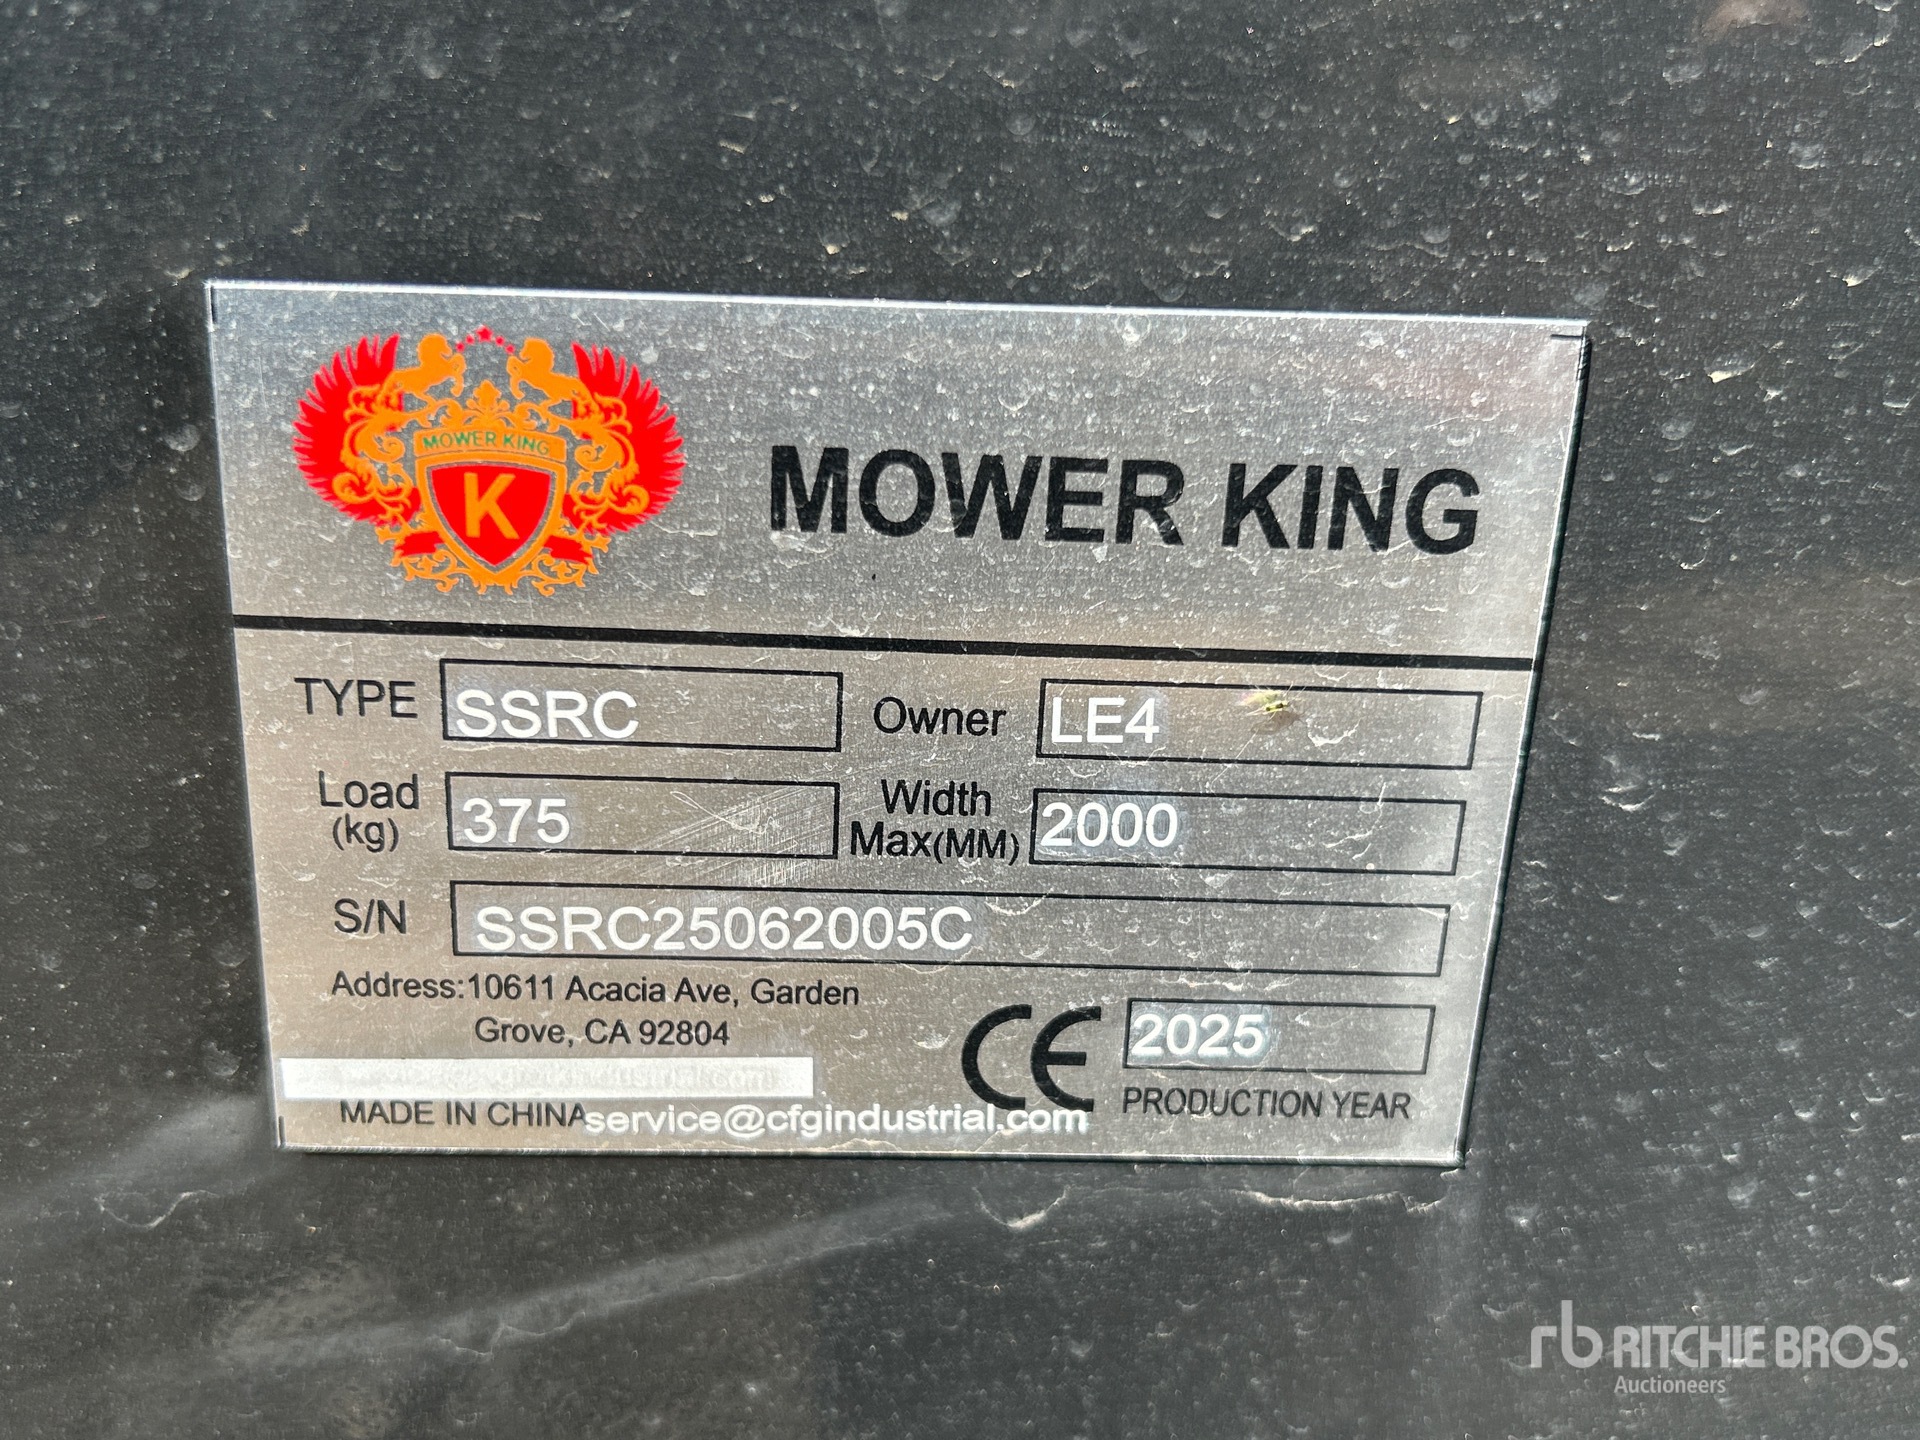 MOWER KING
K
MOWER KING
TYPE SSRC Owner LE4
Load (kg) 375 Width Max(MM) 2000
S/N SSRC25062005C
Address:10611 Acacia Ave, Garden
Grove, CA 92804
CE 2025
PRODUCTION YEAR
MADE IN CHINA service@cfgindustrial.com
rb RITCHIE BROS.
Auctioneers